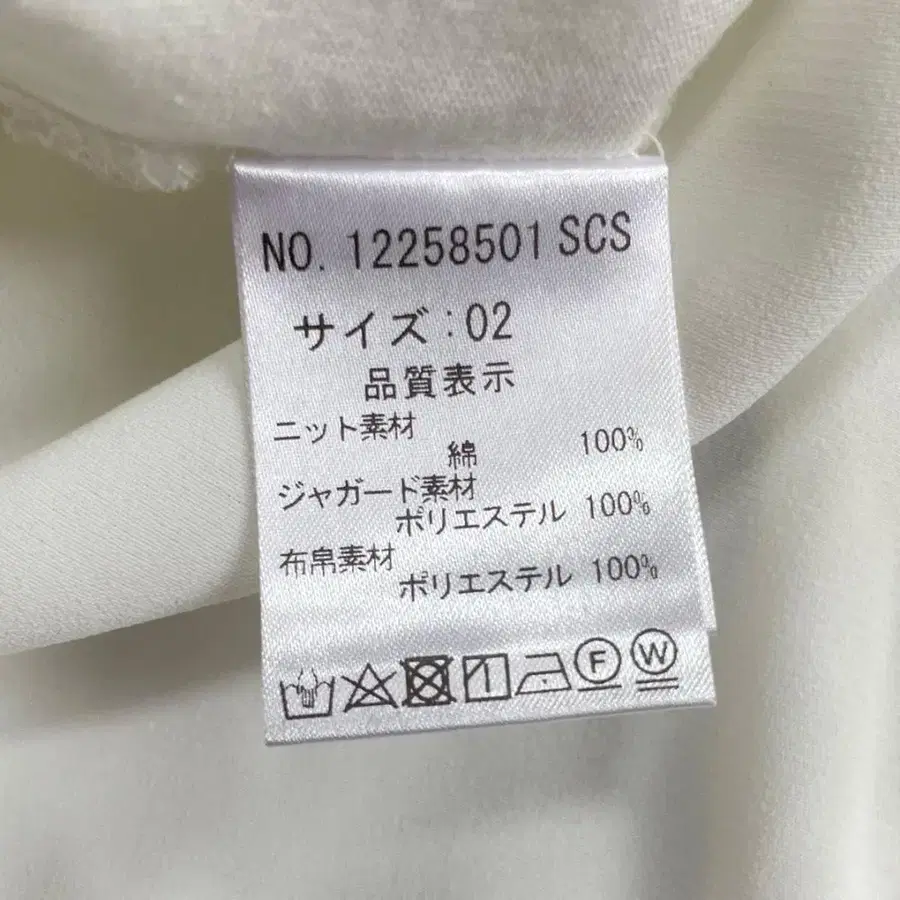 NO. 12258501 SCS
サイズ : 02
品質表示
ニット素材
綿 100%
ジャガード素材
ポリエステル 100%
布帛素材
ポリエステル 100%
F W